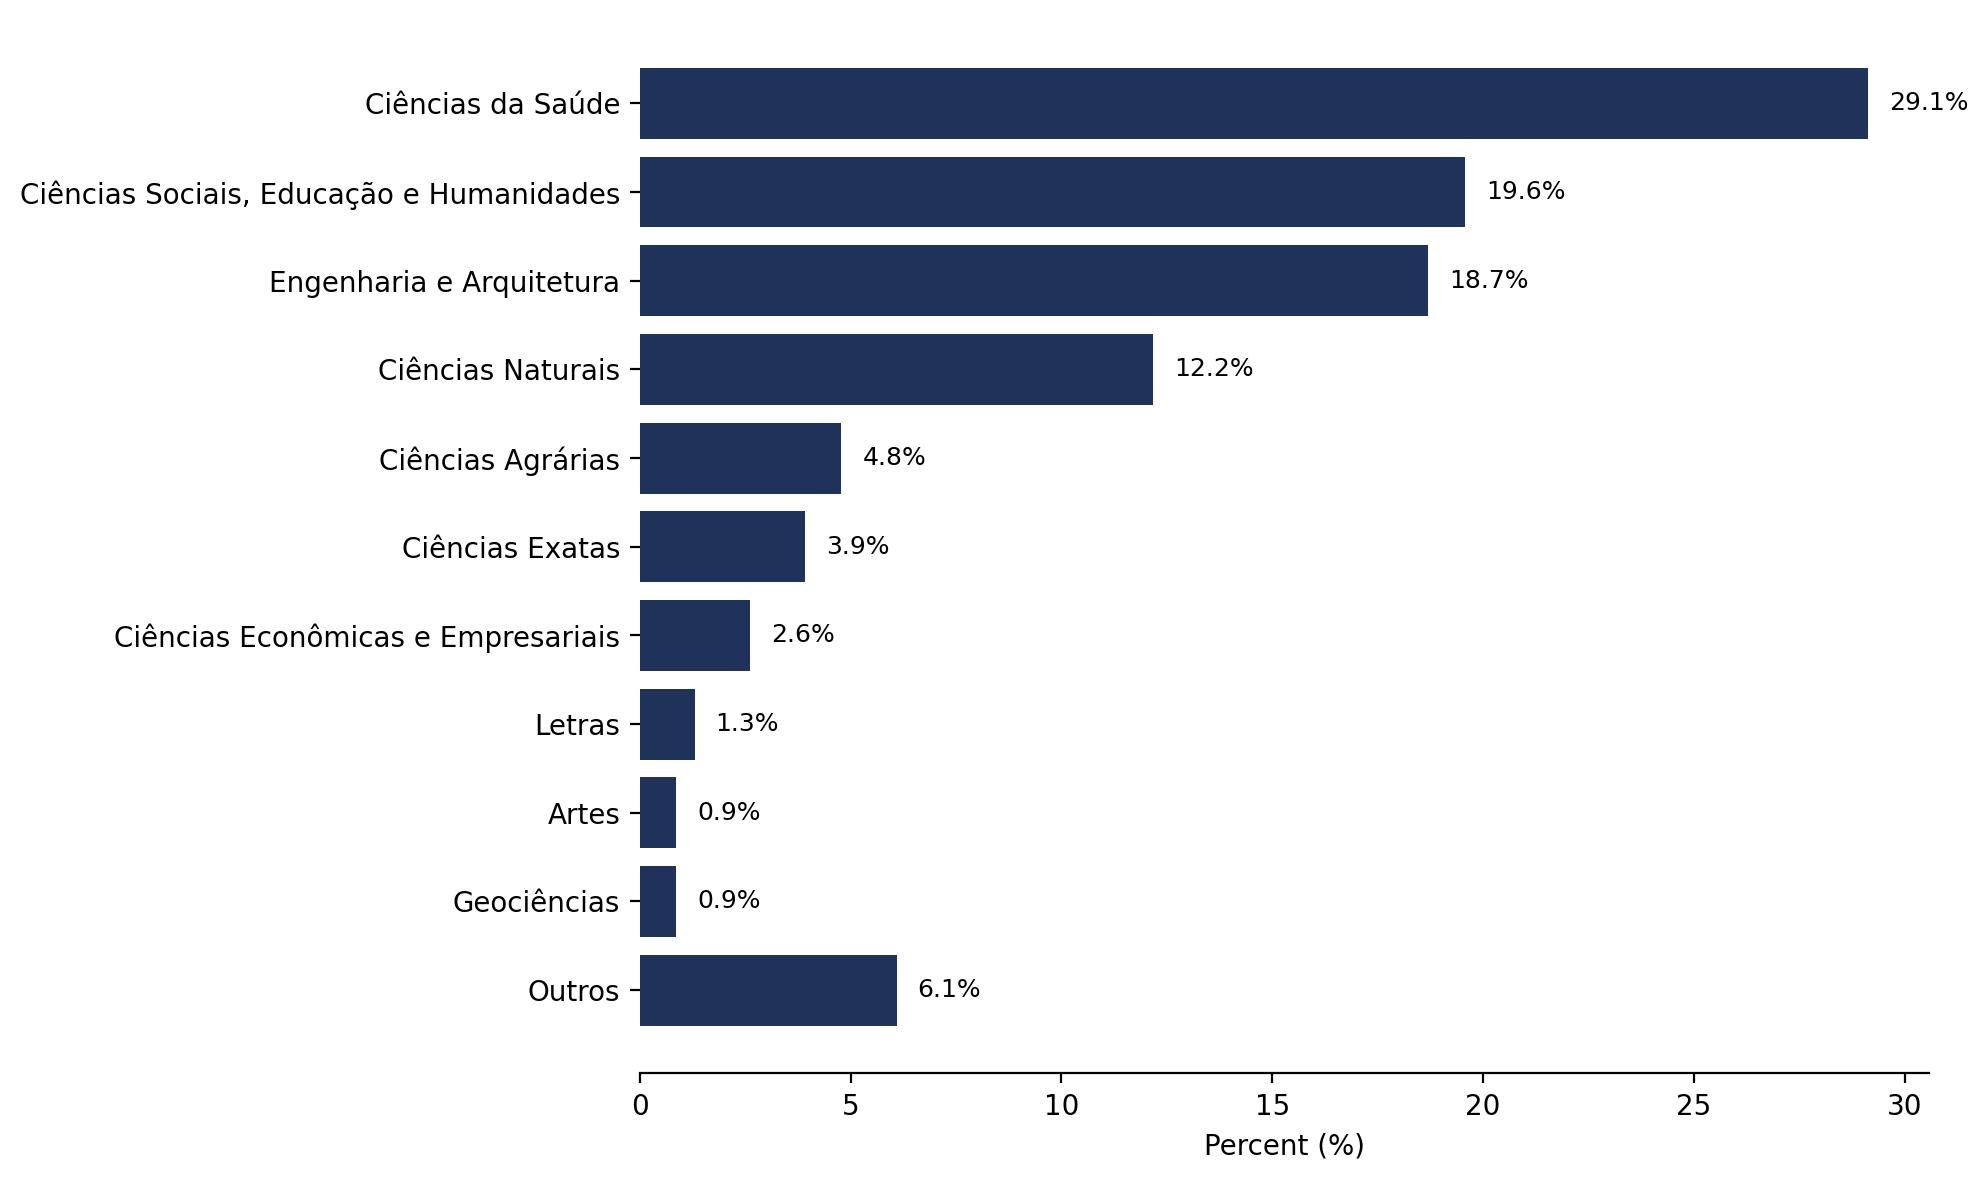 Ciências da Saúde 29.1%
Ciências Sociais, Educação e Humanidades 19.6%
Engenharia e Arquitetura 18.7%
Ciências Naturais 12.2%
Ciências Agrárias 4.8%
Ciências Exatas 3.9%
Ciências Econômicas e Empresariais 2.6%
Letras 1.3%
Artes 0.9%
Geociências 0.9%
Outros 6.1%
0 5 10 15 20 25 30
Percent (%)